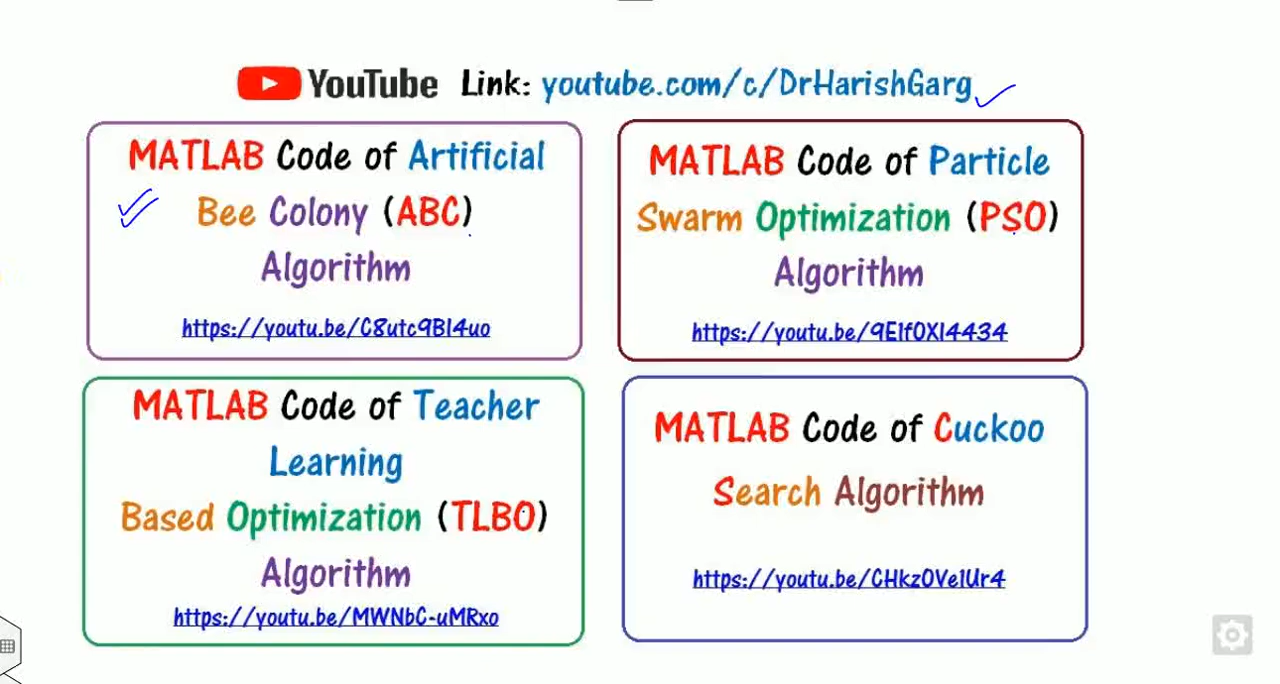 YouTube Link: youtube.com/c/DrHarishGarg
MATLAB Code of Artificial
Bee Colony (ABC)
Algorithm
https://youtu.be/C8utc9BI4uo
MATLAB Code of Particle
Swarm Optimization (PSO)
Algorithm
https://youtu.be/9E1f0XI4434
MATLAB Code of Teacher
Learning
Based Optimization (TLBO)
Algorithm
https://youtu.be/MWNbC-uMRxo
MATLAB Code of Cuckoo
Search Algorithm
https://youtu.be/CHkzOVe1Ur4